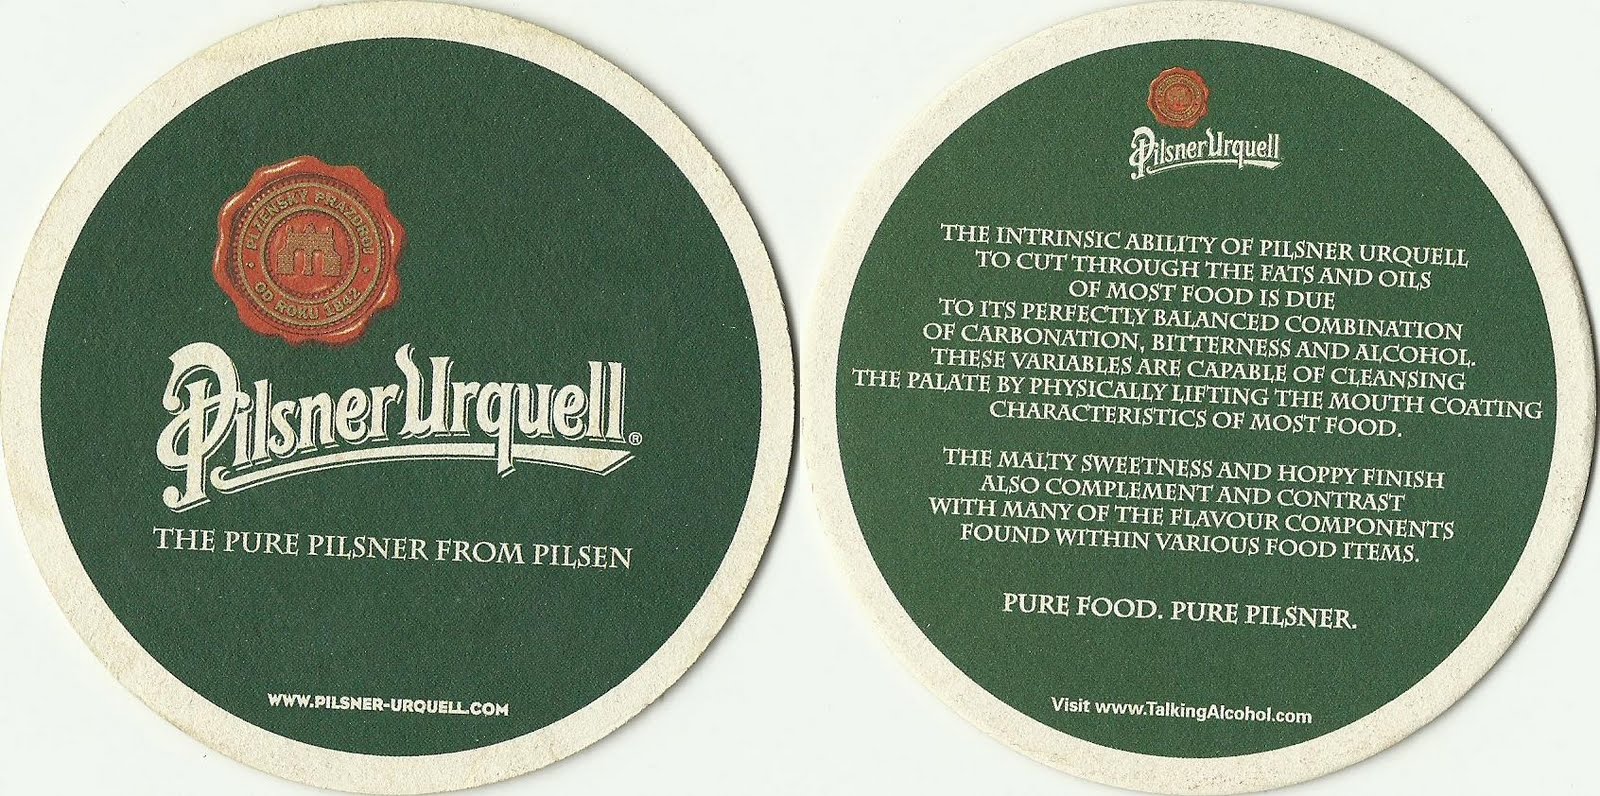 PLZEŇSKÝ PRAZDROJ
OD ROKU 1842
Pilsner Urquell®
THE PURE PILSNER FROM PILSEN
WWW.PILSNER-URQUELL.COM
Pilsner Urquell
THE INTRINSIC ABILITY OF PILSNER URQUELL
TO CUT THROUGH THE FATS AND OILS
OF MOST FOOD IS DUE
TO ITS PERFECTLY BALANCED COMBINATION
OF CARBONATION, BITTERNESS AND ALCOHOL.
THESE VARIABLES ARE CAPABLE OF CLEANSING
THE PALATE BY PHYSICALLY LIFTING THE MOUTH COATING
CHARACTERISTICS OF MOST FOOD.
THE MALTY SWEETNESS AND HOPPY FINISH
ALSO COMPLEMENT AND CONTRAST
WITH MANY OF THE FLAVOUR COMPONENTS
FOUND WITHIN VARIOUS FOOD ITEMS.
PURE FOOD. PURE PILSNER.
Visit www.TalkingAlcohol.com